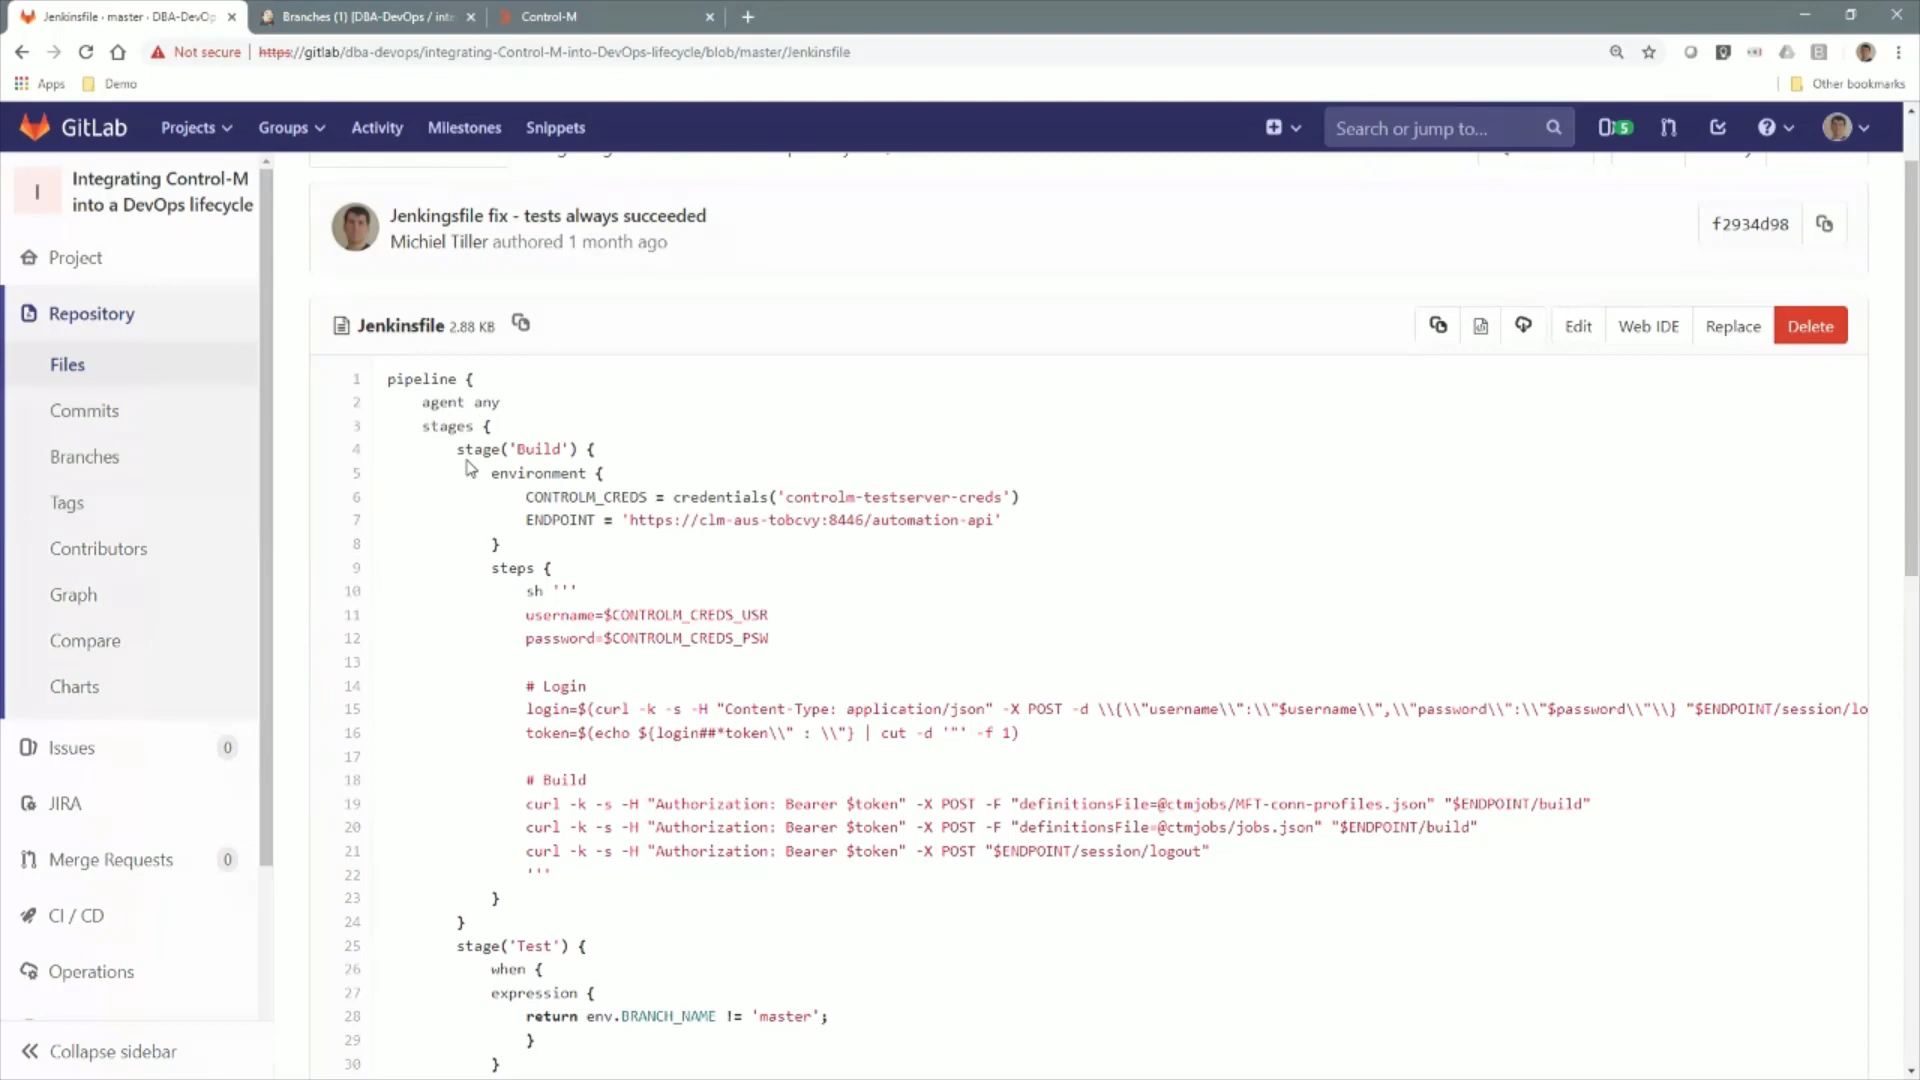 Jenkinsfile · master · DBA-DevOp
Branches (1) [DBA-DevOps / inte
Control-M
Not secure
https://gitlab/dba-devops/integrating-Control-M-into-DevOps-lifecycle/blob/master/Jenkinsfile
Apps
Demo
Other bookmarks
GitLab
Projects
Groups
Activity
Milestones
Snippets
Search or jump to...
5
I
Integrating Control-M
into a DevOps lifecycle
Project
Repository
Files
Commits
Branches
Tags
Contributors
Graph
Compare
Charts
Issues
0
JIRA
Merge Requests
0
CI / CD
Operations
Collapse sidebar
Jenkingsfile fix - tests always succeeded
Michiel Tiller authored 1 month ago
f2934d98
Jenkinsfile 2.88 KB
Edit
Web IDE
Replace
Delete
1 pipeline {
2 agent any
3 stages {
4 stage('Build') {
5 environment {
6 CONTROLM_CREDS = credentials('controlm-testserver-creds')
7 ENDPOINT = 'https://clm-aus-tobcvy:8446/automation-api'
8 }
9 steps {
10 sh '''
11 username=$CONTROLM_CREDS_USR
12 password=$CONTROLM_CREDS_PSW
13
14 # Login
15 login=$(curl -k -s -H "Content-Type: application/json" -X POST -d \\{\\"username\\":\\"$username\\",\\"password\\":\\"$password\\"\\} "$ENDPOINT/session/lo
16 token=$(echo ${login##*token\\" : \\"} | cut -d '"' -f 1)
17
18 # Build
19 curl -k -s -H "Authorization: Bearer $token" -X POST -F "definitionsFile=@ctmjobs/MFT-conn-profiles.json" "$ENDPOINT/build"
20 curl -k -s -H "Authorization: Bearer $token" -X POST -F "definitionsFile=@ctmjobs/jobs.json" "$ENDPOINT/build"
21 curl -k -s -H "Authorization: Bearer $token" -X POST "$ENDPOINT/session/logout"
22 '''
23 }
24 }
25 stage('Test') {
26 when {
27 expression {
28 return env.BRANCH_NAME != 'master';
29 }
30 }